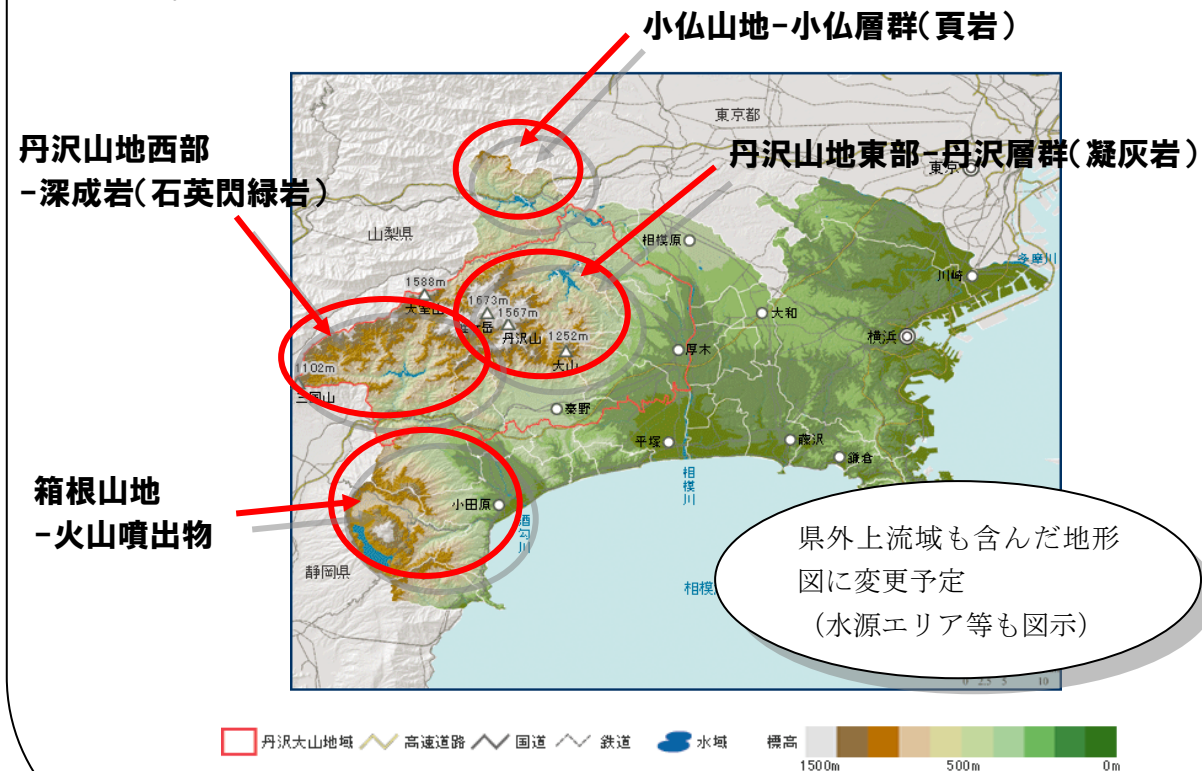 小仏山地-小仏層群(頁岩)
丹沢山地西部
-深成岩(石英閃緑岩)
丹沢山地東部-丹沢層群(凝灰岩)
東京都
山梨県
相模原
川崎
多摩川
1588m
1673m
1567m
丹沢山
1252m
大山
大和
横浜
厚木
1102m
三国山
秦野
平塚
藤沢
鎌倉
相模川
箱根山地
-火山噴出物
小田原
酒匂川
静岡県
県外上流域も含んだ地形
図に変更予定
(水源エリア等も図示)
0 2.5 5 10
丹沢大山地域 高速道路 国道 鉄道 水域 標高
1500m 500m 0m